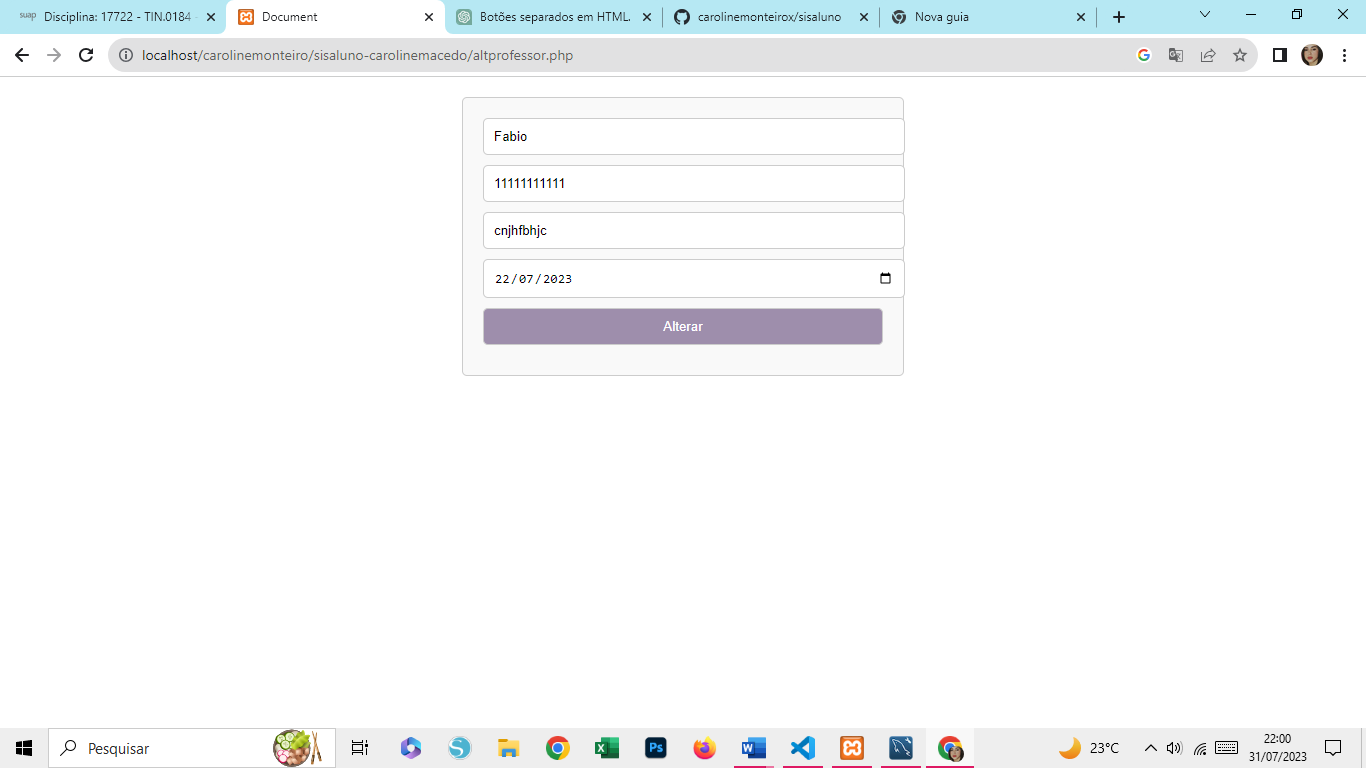 suap Disciplina: 17722 - TIN.0184 - Document Botões separados em HTML. carolinemonteirox/sisaluno Nova guia
localhost/carolinemonteiro/sisaluno-carolinemacedo/altprofessor.php
Fabio
11111111111
cnjhfbhjc
22/07/2023
Alterar
Pesquisar
Ps
23°C
22:00
31/07/2023